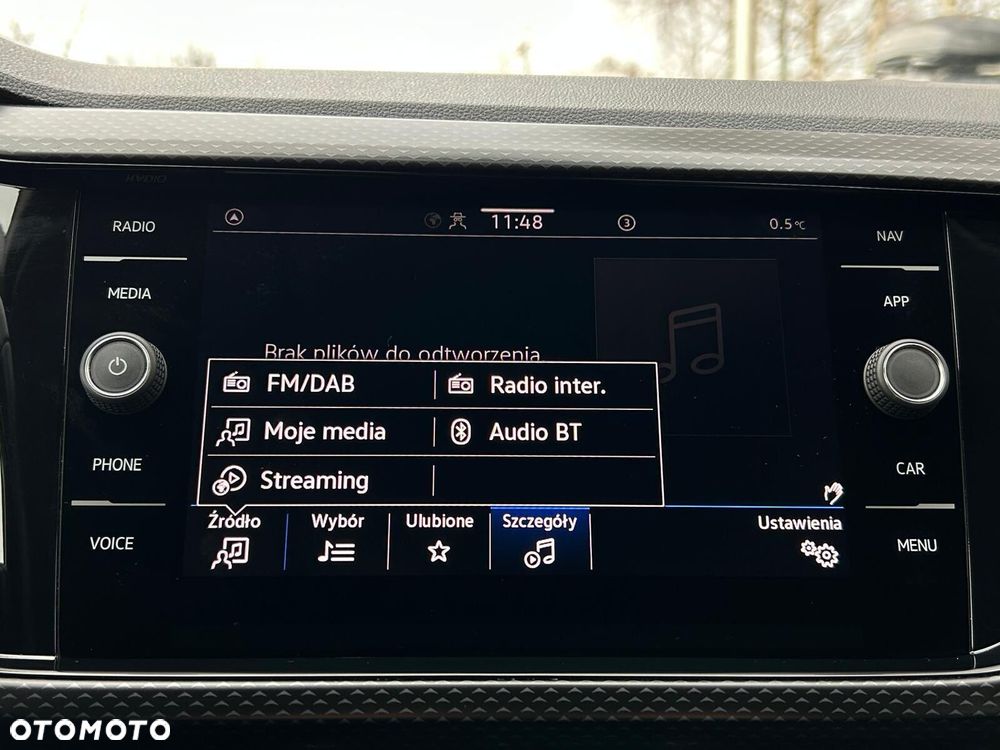 RADIO
MEDIA
PHONE
VOICE
11:48
3
0.5 °C
Brak plików do odtworzenia
FM/DAB
Radio inter.
Moje media
Audio BT
Streaming
Źródło
Wybór
Ulubione
Szczegóły
Ustawienia
NAV
APP
CAR
MENU
OTOMOTO